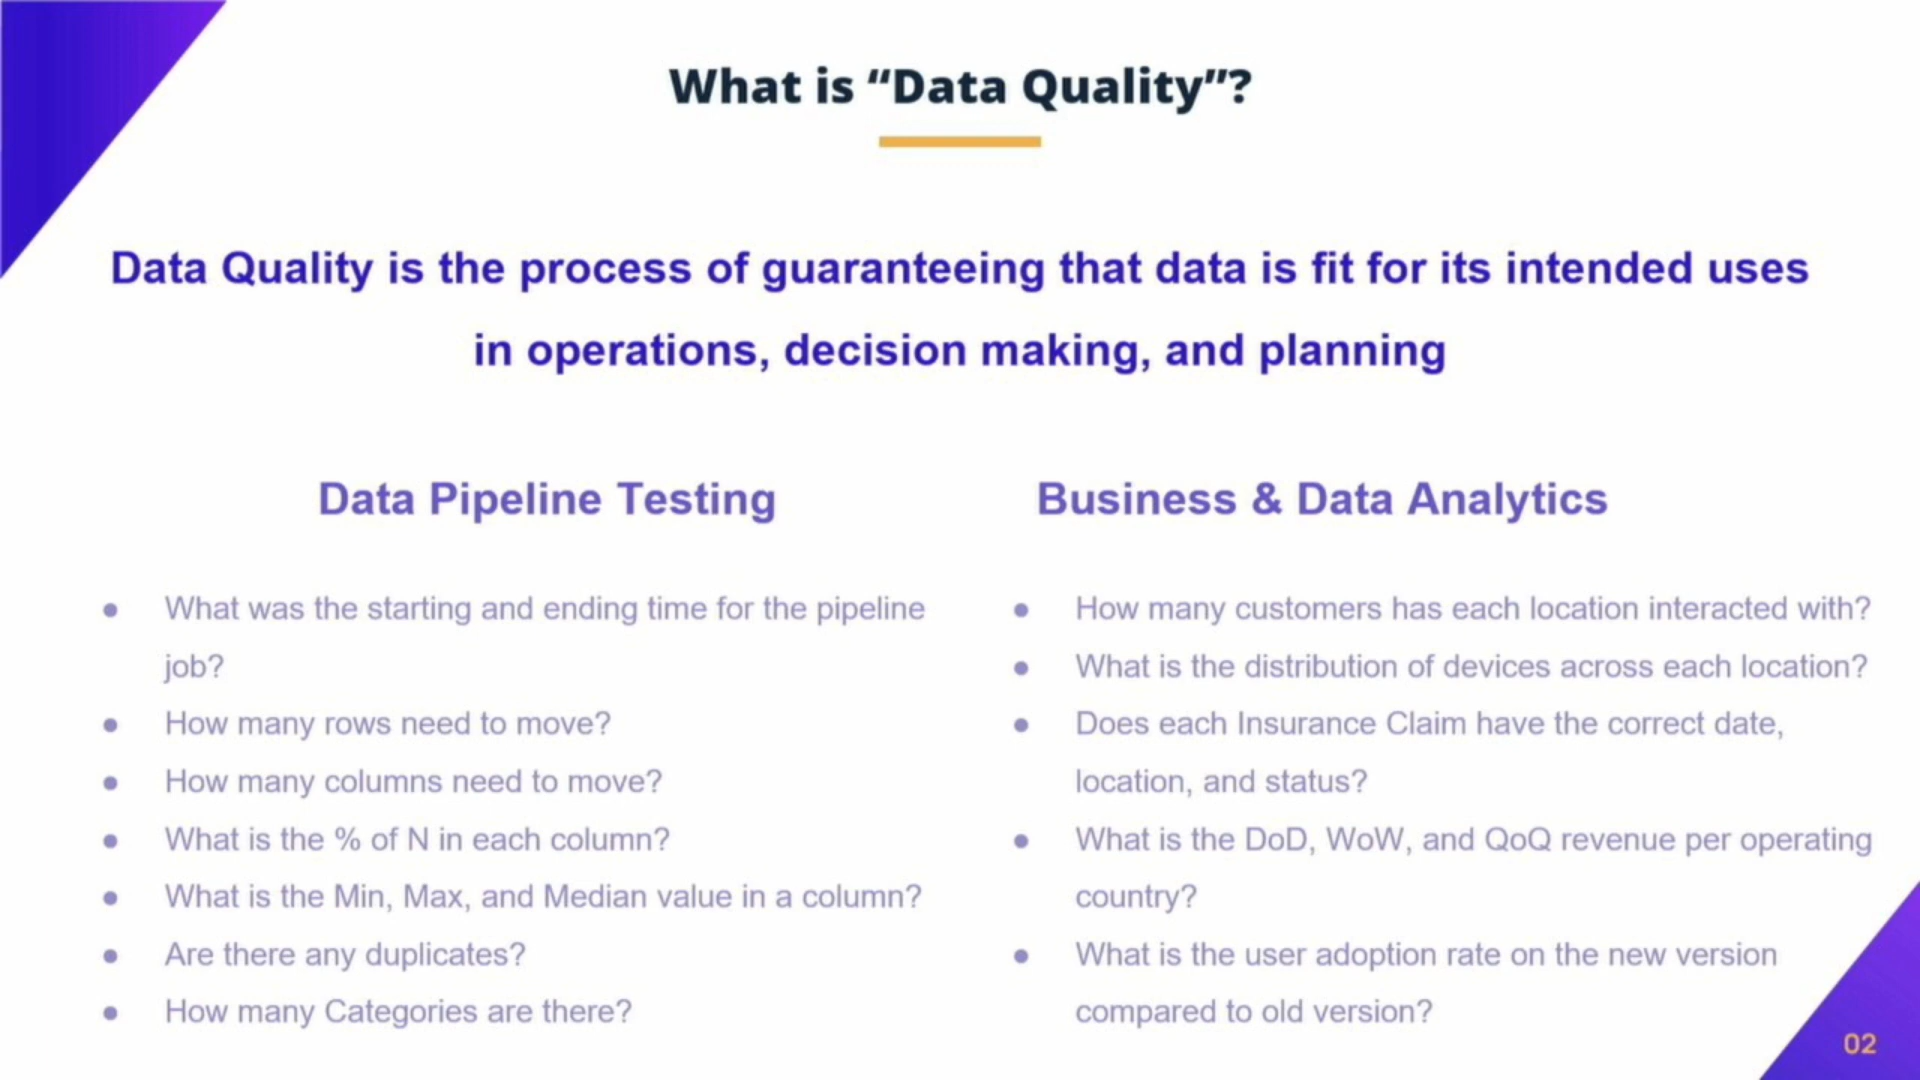 What is “Data Quality”?
Data Quality is the process of guaranteeing that data is fit for its intended uses
in operations, decision making, and planning
Data Pipeline Testing
● What was the starting and ending time for the pipeline
job?
● How many rows need to move?
● How many columns need to move?
● What is the % of N in each column?
● What is the Min, Max, and Median value in a column?
● Are there any duplicates?
● How many Categories are there?
Business & Data Analytics
● How many customers has each location interacted with?
● What is the distribution of devices across each location?
● Does each Insurance Claim have the correct date,
location, and status?
● What is the DoD, WoW, and QoQ revenue per operating
country?
● What is the user adoption rate on the new version
compared to old version?
02